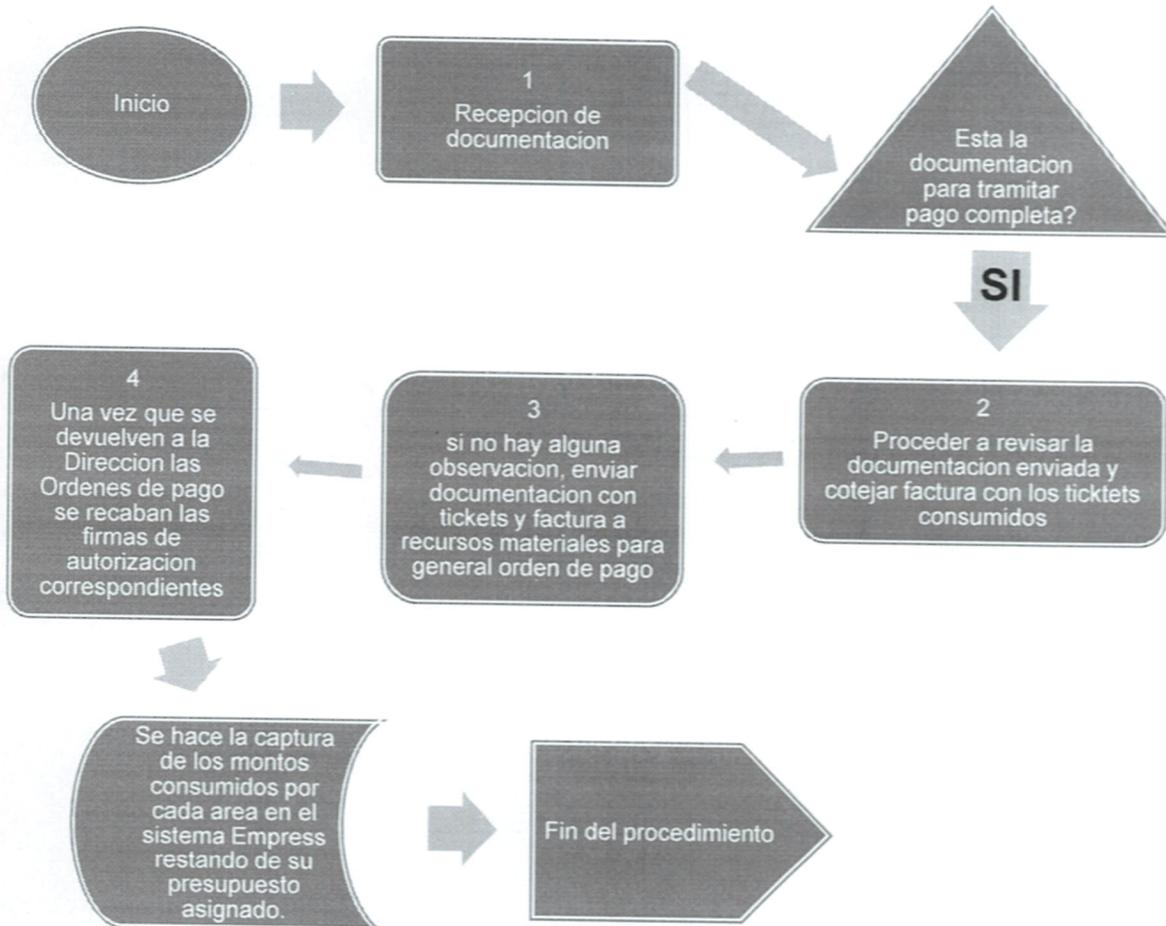 Inicio
1
Recepcion de
documentacion
Esta la
documentacion
para tramitar
pago completa?
SI
2
Proceder a revisar la
documentacion enviada y
cotejar factura con los ticktets
consumidos
3
si no hay alguna
observacion, enviar
documentacion con
tickets y factura a
recursos materiales para
general orden de pago
4
Una vez que se
devuelven a la
Direccion las
Ordenes de pago
se recaban las
firmas de
autorizacion
correspondientes
Se hace la captura
de los montos
consumidos por
cada area en el
sistema Empress
restando de su
presupuesto
asignado.
Fin del procedimiento